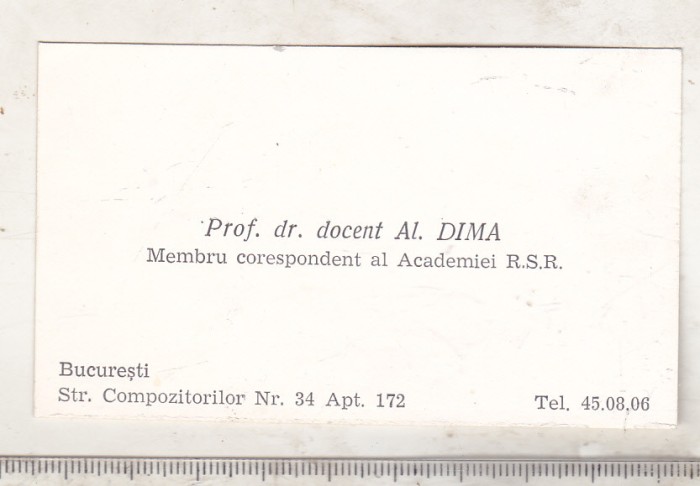 Prof. dr. docent Al. DIMA
Membru corespondent al Academiei R.S.R.
București
Str. Compozitorilor Nr. 34 Apt. 172
Tel. 45.08.06